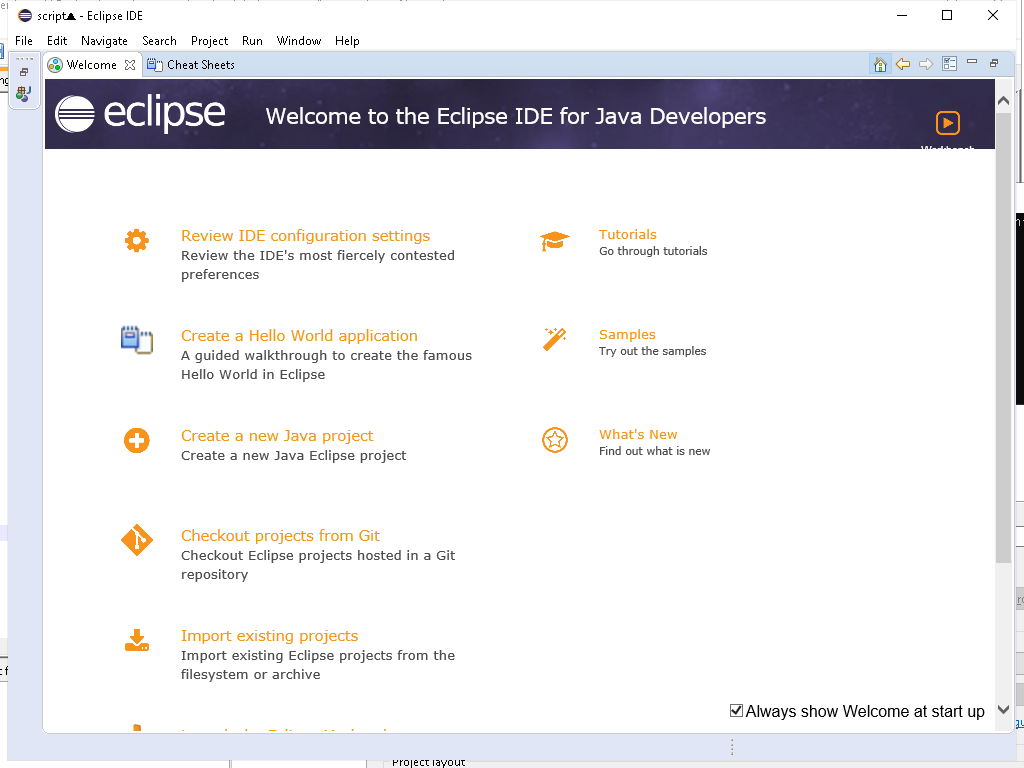 script▲ - Eclipse IDE
File Edit Navigate Search Project Run Window Help
Welcome Cheat Sheets
eclipse Welcome to the Eclipse IDE for Java Developers
Workbench
Review IDE configuration settings
Review the IDE's most fiercely contested
preferences
Tutorials
Go through tutorials
Create a Hello World application
A guided walkthrough to create the famous
Hello World in Eclipse
Samples
Try out the samples
Create a new Java project
Create a new Java Eclipse project
What's New
Find out what is new
Checkout projects from Git
Checkout Eclipse projects hosted in a Git
repository
Import existing projects
Import existing Eclipse projects from the
filesystem or archive
Always show Welcome at start up
Project layout